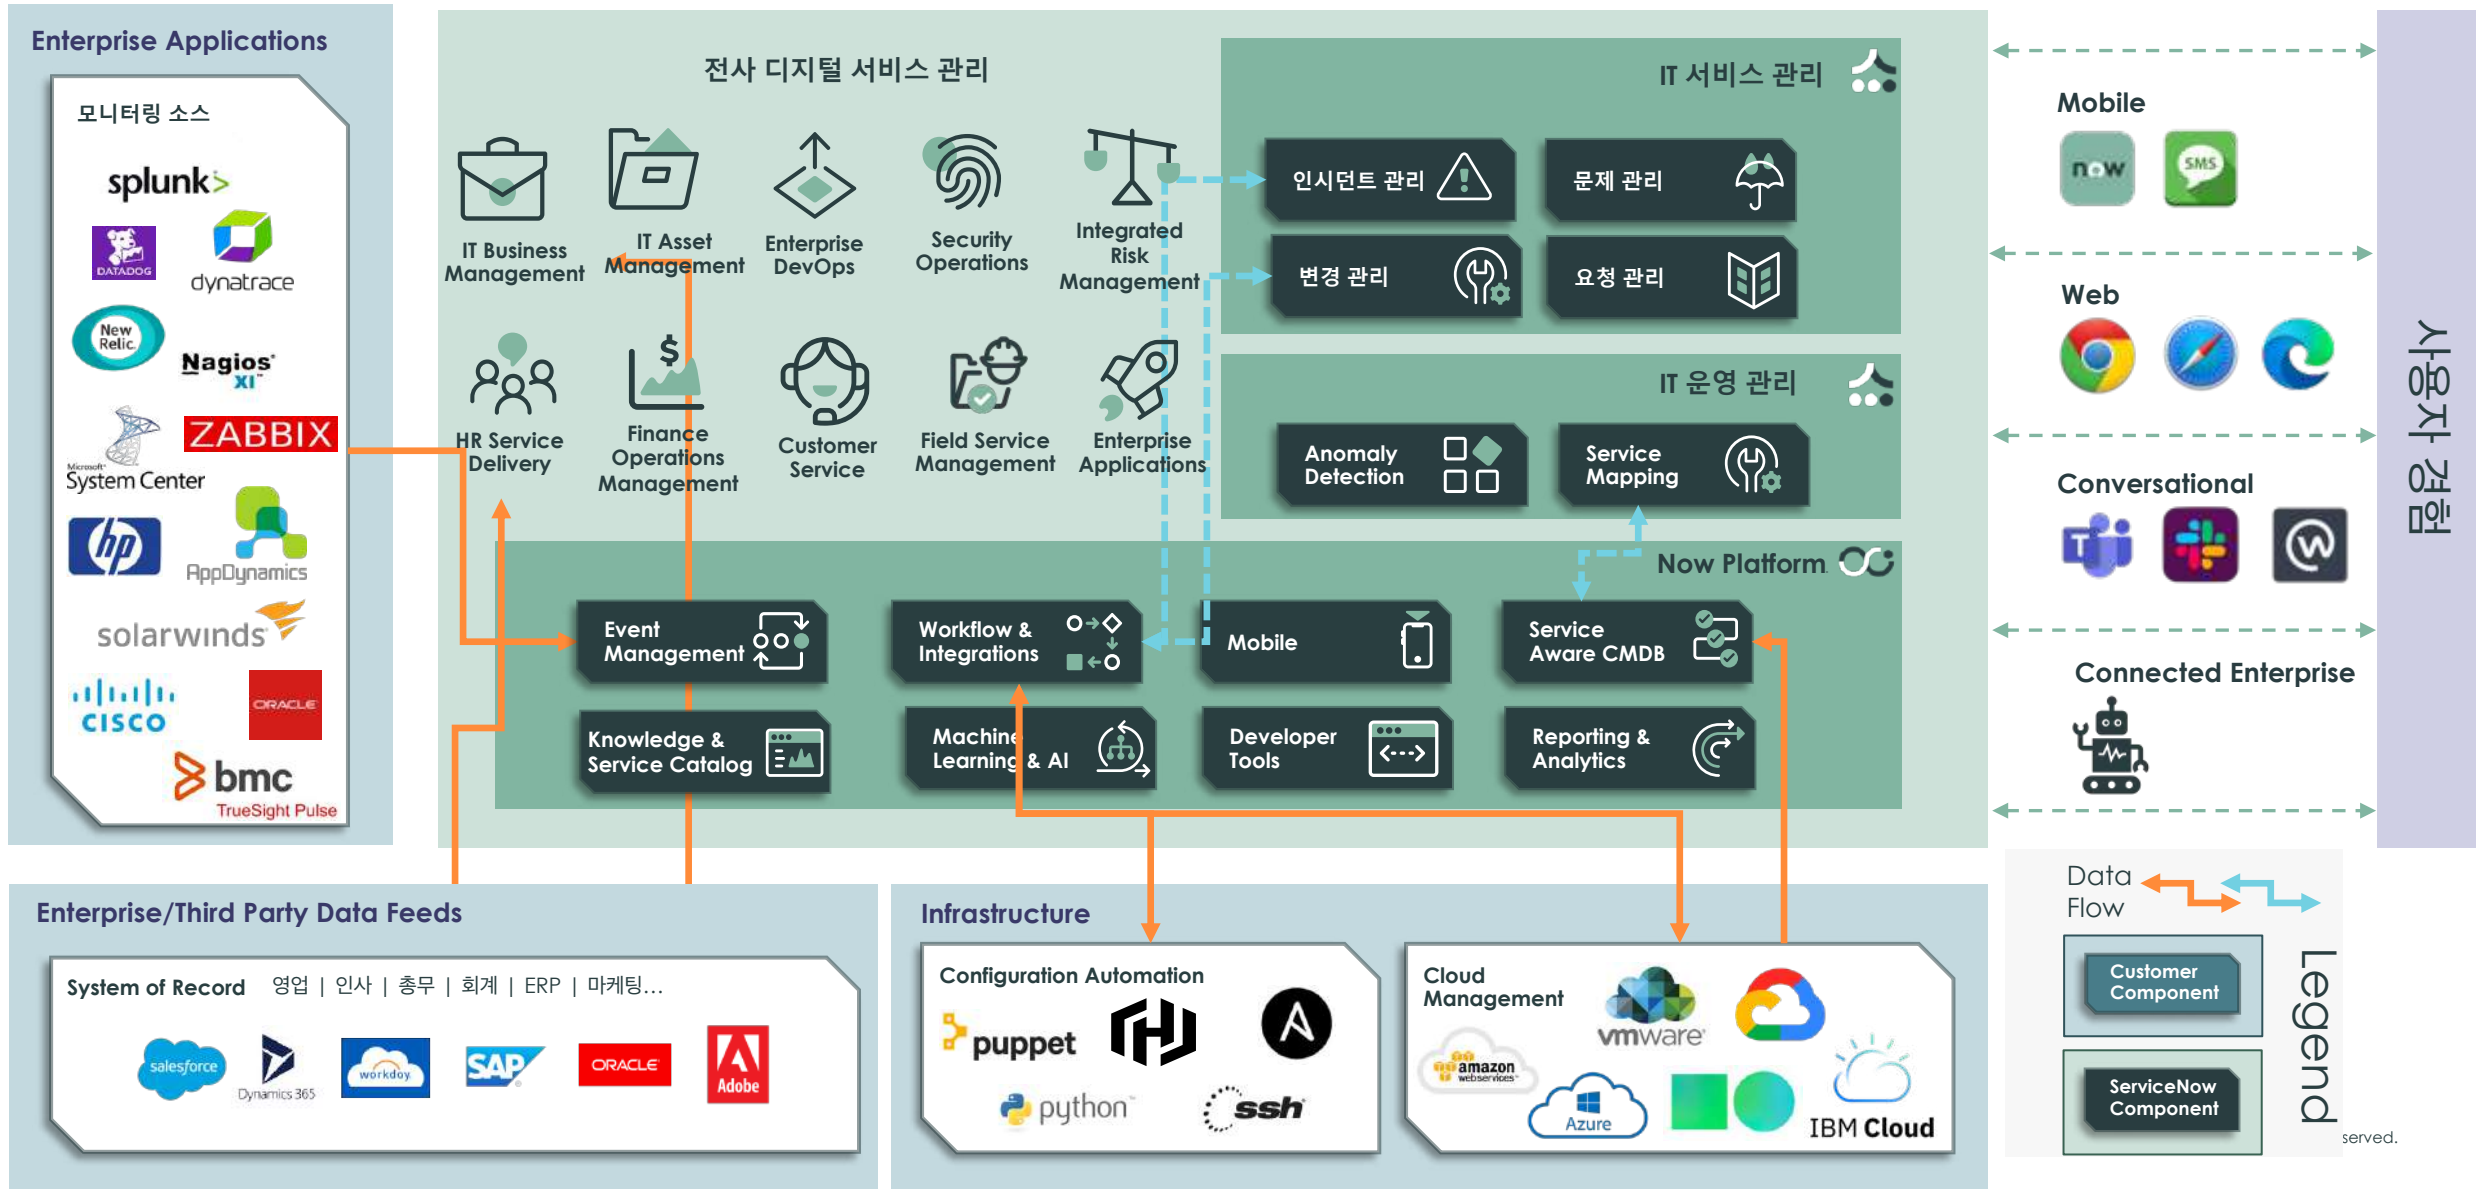 Enterprise Applications
모니터링 소스
splunk>
DATADOG
dynatrace
New
Relic.
Nagios®
XI™
Microsoft®
System Center
ZABBIX
hp
AppDynamics
solarwinds
CISCO
ORACLE
bmc
TrueSight Pulse
전사 디지털 서비스 관리
IT Business
Management
IT Asset
Management
Enterprise
DevOps
Security
Operations
Integrated
Risk
Management
HR Service
Delivery
$
Finance
Operations
Management
Customer
Service
Field Service
Management
Enterprise
Applications
IT 서비스 관리
인시던트 관리
문제 관리
변경 관리
요청 관리
IT 운영 관리
Anomaly
Detection
Service
Mapping
Now Platform
Event
Management
Workflow &
Integrations
Mobile
Service
Aware CMDB
Knowledge &
Service Catalog
Machine
Learning & AI
Developer
Tools
Reporting &
Analytics
Mobile
now
SMS
Web
Conversational
T
Connected Enterprise
사용자 경험
Enterprise/Third Party Data Feeds
System of Record 영업 | 인사 | 총무 | 회계 | ERP | 마케팅...
salesforce
Dynamics 365
workday.
SAP
ORACLE
Adobe
Infrastructure
Configuration Automation
puppet
python™
ssh
Cloud
Management
vmware
amazon
webservices™
Azure
IBM Cloud
Data
Flow
Customer
Component
ServiceNow
Component
Legend
served.